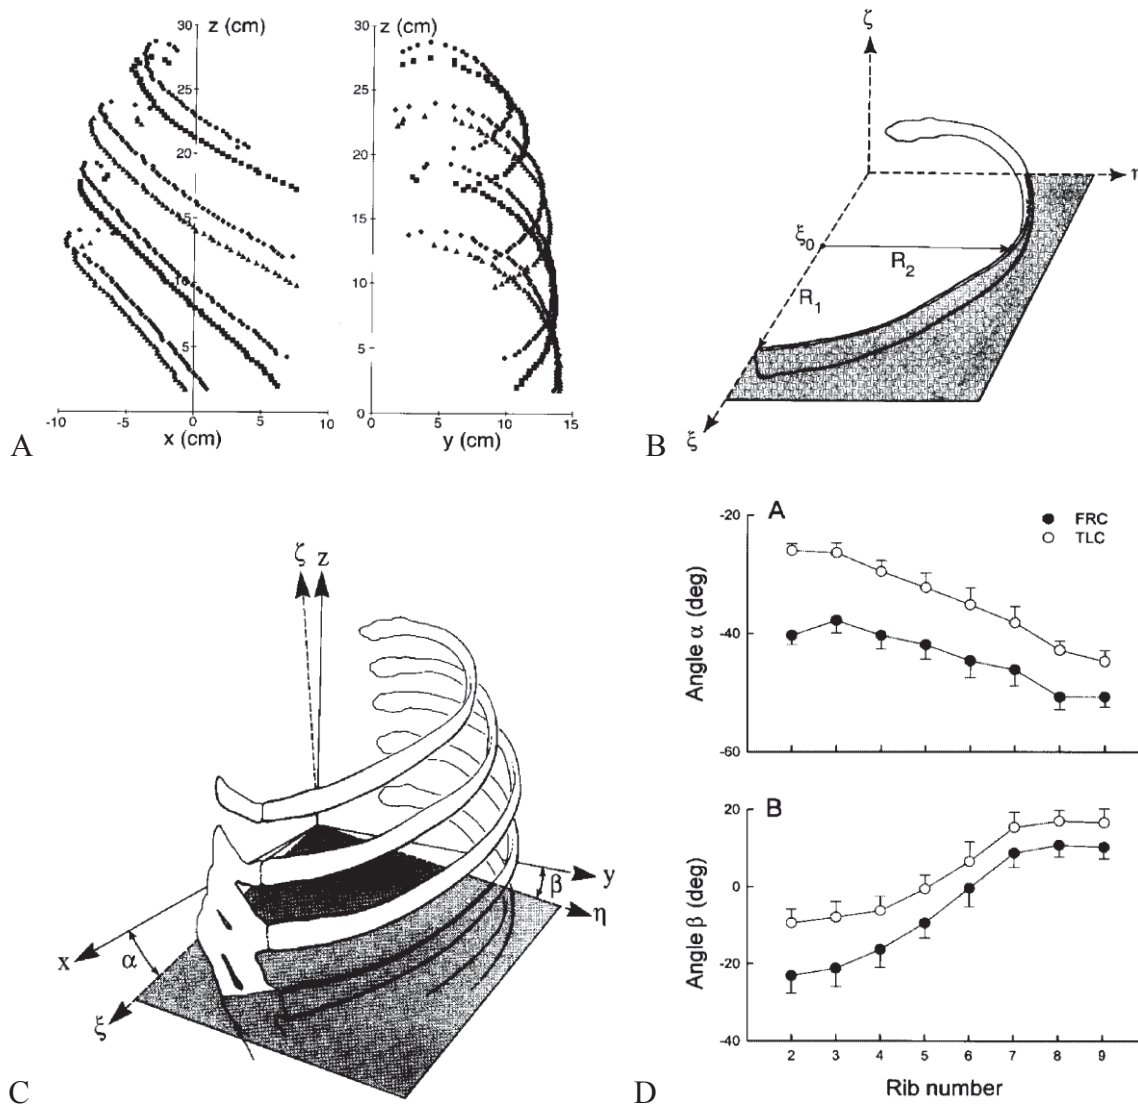 30 z (cm)
25
20
15
10
5
-10 -5 0 5 10
x (cm)
30 z (cm)
25
20
15
10
5
0
0 5 10 15
y (cm)
A
ζ
η
ξ₀
R₂
R₁
ξ
B
ζ z
y
β
η
x
α
ξ
C
A
FRC
TLC
-20
-40
-60
Angle α (deg)
B
20
0
-20
-40
Angle β (deg)
2 3 4 5 6 7 8 9
Rib number
D